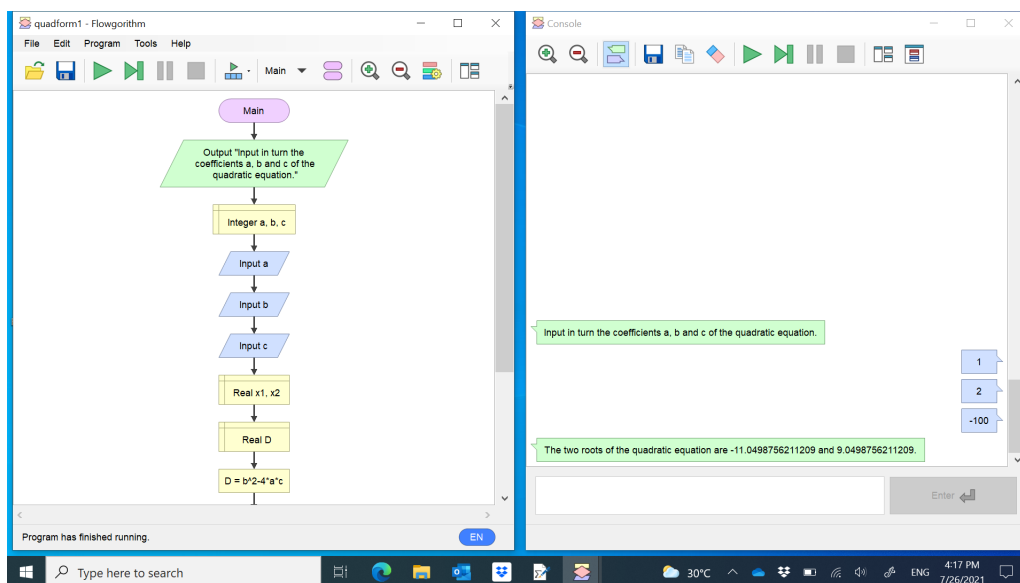 quadform1 - Flowgorithm
File Edit Program Tools Help
Main
Main
Output "Input in turn the
coefficients a, b and c of the
quadratic equation."
Integer a, b, c
Input a
Input b
Input c
Real x1, x2
Real D
D = b^2-4*a*c
Program has finished running.
EN
Console
Input in turn the coefficients a, b and c of the quadratic equation.
1
2
-100
The two roots of the quadratic equation are -11.0498756211209 and 9.0498756211209.
Enter
Type here to search
30°C
ENG
4:17 PM
7/26/2021